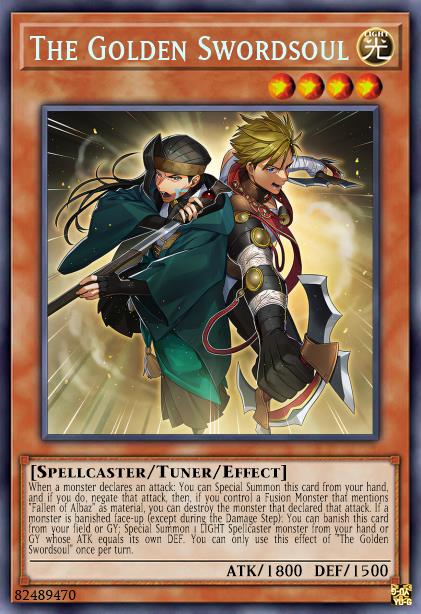 THE GOLDEN SWORDSOUL
LIGHT
光
[SPELLCASTER/TUNER/EFFECT]
When a monster declares an attack: You can Special Summon this card from your hand,
and if you do, negate that attack, then, if you control a Fusion Monster that mentions
"Fallen of Albaz" as material, you can destroy the monster that declared that attack. If a
monster is banished face-up (except during the Damage Step): You can banish this card
from your field or GY; Special Summon 1 LIGHT Spellcaster monster from your hand or
GY whose ATK equals its own DEF. You can only use this effect of "The Golden
Swordsoul" once per turn.
ATK/1800 DEF/1500
82489470